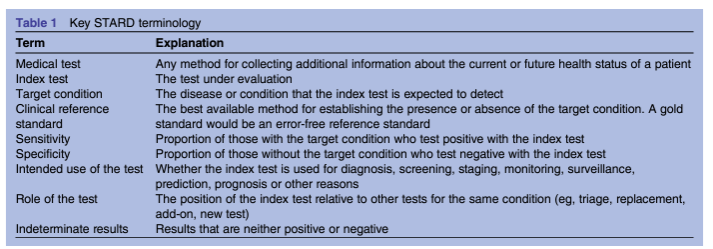 Table 1 Key STARD terminology
Term Explanation
Medical test Any method for collecting additional information about the current or future health status of a patient
Index test The test under evaluation
Target condition The disease or condition that the index test is expected to detect
Clinical reference The best available method for establishing the presence or absence of the target condition. A gold
standard standard would be an error-free reference standard
Sensitivity Proportion of those with the target condition who test positive with the index test
Specificity Proportion of those without the target condition who test negative with the index test
Intended use of the test Whether the index test is used for diagnosis, screening, staging, monitoring, surveillance,
prediction, prognosis or other reasons
Role of the test The position of the index test relative to other tests for the same condition (eg, triage, replacement,
add-on, new test)
Indeterminate results Results that are neither positive or negative